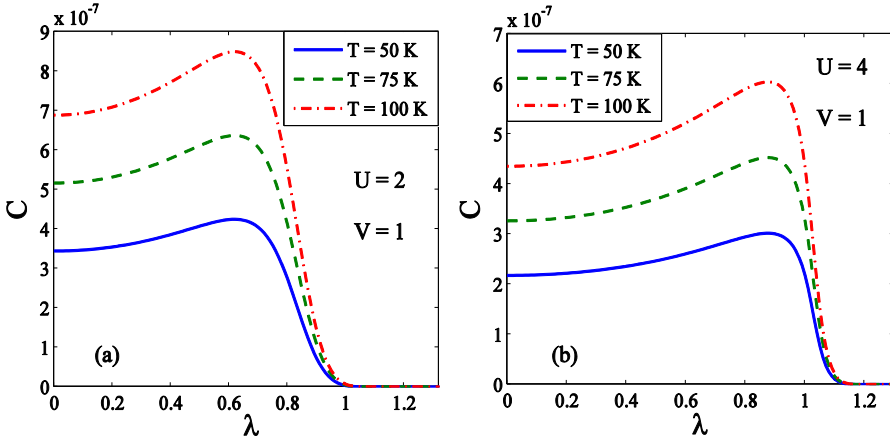 x 10⁻⁷
9
8
7
6
5
4
3
2
1
0
C
T = 50 K
T = 75 K
T = 100 K
U = 2
V = 1
(a)
0 0.2 0.4 0.6 0.8 1 1.2
λ
x 10⁻⁷
7
6
5
4
3
2
1
0
C
T = 50 K
T = 75 K
T = 100 K
U = 4
V = 1
(b)
0 0.2 0.4 0.6 0.8 1 1.2
λ